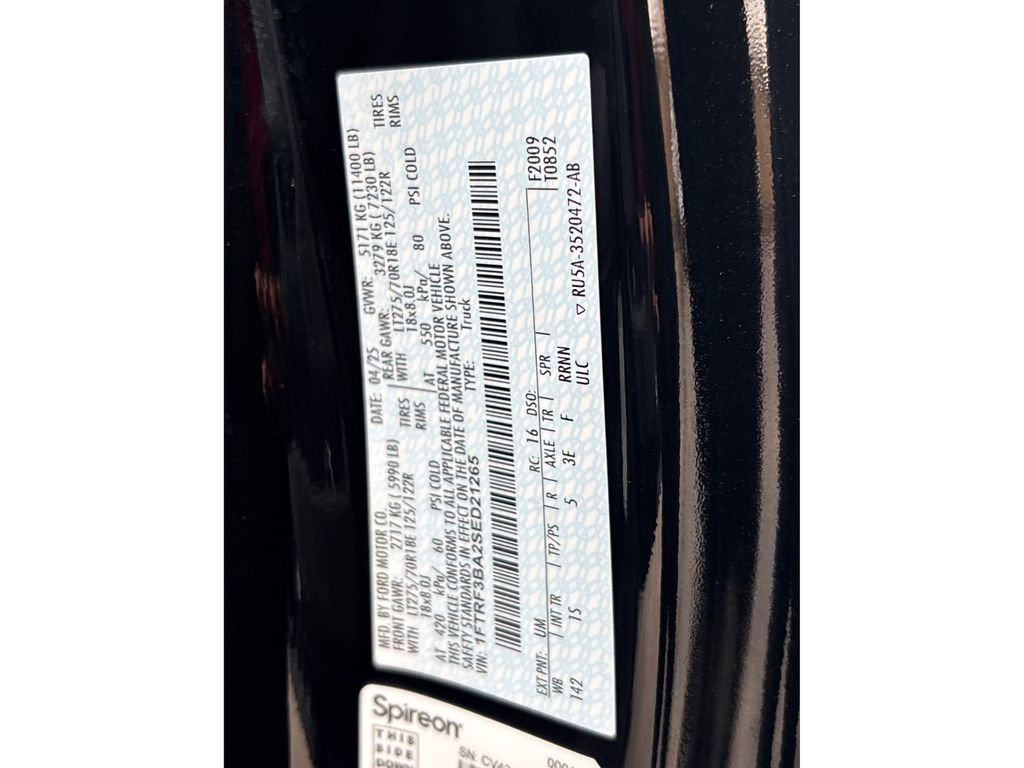 MFD. BY FORD MOTOR CO.
DATE: 04/25 GVWR: 5171 KG (11400 LB)
FRONT GAWR: 2717 KG ( 5990 LB)
REAR GAWR: 3279 KG ( 7230 LB)
WITH LT275/70R18E 125/122R TIRES
WITH LT275/70R18E 125/122R TIRES
18x8.0J RIMS
18x8.0J RIMS
AT 420 kPa/ 60 PSI COLD
AT 550 kPa/ 80 PSI COLD
THIS VEHICLE CONFORMS TO ALL APPLICABLE FEDERAL MOTOR VEHICLE
SAFETY STANDARDS IN EFFECT ON THE DATE OF MANUFACTURE SHOWN ABOVE.
VIN: 1FTRF3BA2SED21265 TYPE: Truck
F2009
T0852
EXT PNT: UM RC: 16 DSO:
WB INT TR TP/PS R AXLE TR SPR
142 15 5 3E F RRNN
ULC
RU5A-3520472-AB
Spireon
THIS
SIDE
DOWN